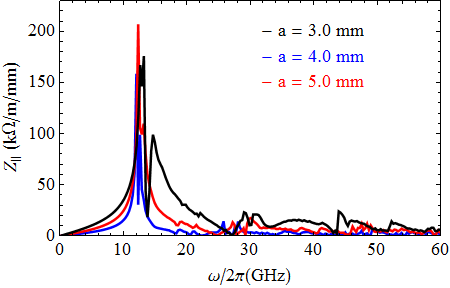 200
150
100
50
0
Z∥ (kΩ/m/mm)
– a = 3.0 mm
– a = 4.0 mm
– a = 5.0 mm
0 10 20 30 40 50 60
ω/2π(GHz)